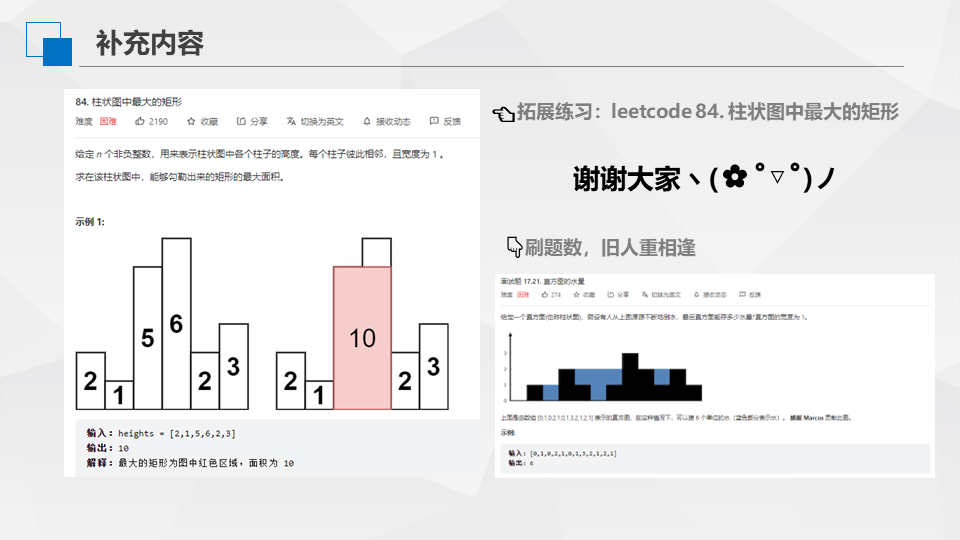 补充内容
84. 柱状图中最大的矩形
难度 困难 2190 收藏 分享 切换为英文 接收动态 反馈
给定 n 个非负整数，用来表示柱状图中各个柱子的高度。每个柱子彼此相邻，且宽度为 1 。
求在该柱状图中，能够勾勒出来的矩形的最大面积。
示例 1:
2 1 5 6 2 3
2 1 10 2 3
输入：heights = [2,1,5,6,2,3]
输出：10
解释：最大的矩形为图中红色区域，面积为 10
拓展练习：leetcode 84. 柱状图中最大的矩形
谢谢大家ヽ(✿ﾟ▽ﾟ)ノ
刷题数，旧人重相逢
面试题 17.21. 直方图的水量
难度 困难 274 收藏 分享 切换为英文 接收动态 反馈
给定一个直方图(也称柱状图)，假设有人从上面源源不断地倒水，最后直方图能存多少水量?直方图的宽度为 1。
3
2
1
0
上面是由数组 [0,1,0,2,1,0,1,3,2,1,2,1] 表示的直方图，在这种情况下，可以接 6 个单位的水（蓝色部分表示水）。 感谢 Marcos 贡献此图。
示例:
输入: [0,1,0,2,1,0,1,3,2,1,2,1]
输出: 6